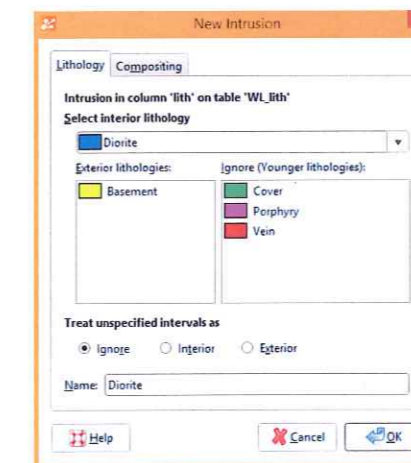 New Intrusion
Lithology Compositing
Intrusion in column 'lith' on table 'WL_lith'
Select interior lithology
Diorite
Exterior lithologies: Ignore (Younger lithologies):
Basement Cover
Porphyry
Vein
Treat unspecified intervals as
Ignore Interior Exterior
Name: Diorite
Help Cancel OK